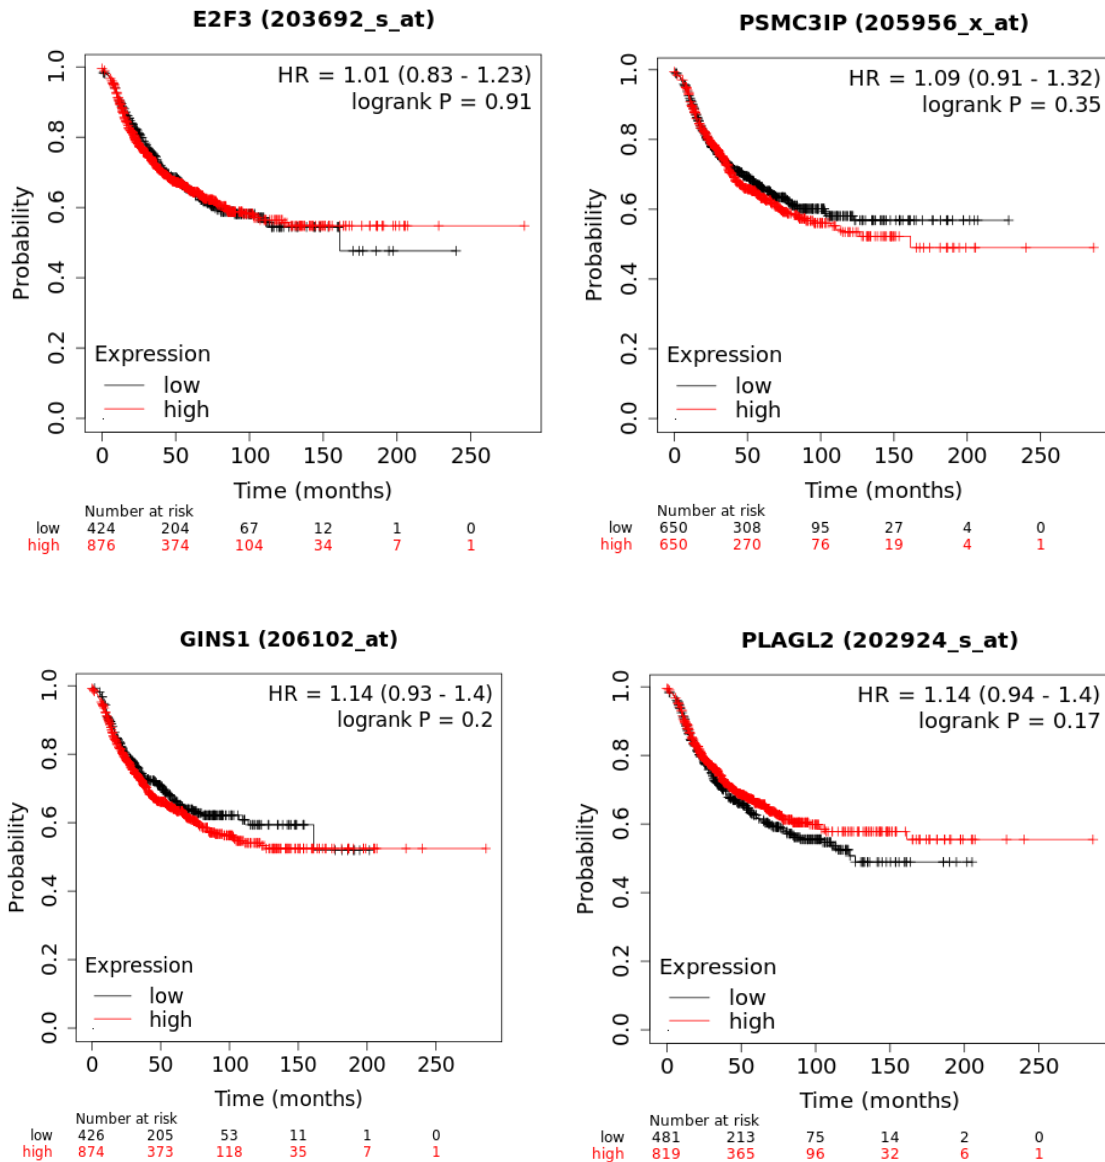 E2F3 (203692_s_at)
HR = 1.01 (0.83 - 1.23)
logrank P = 0.91
Probability
1.0
0.8
0.6
0.4
0.2
0.0
Expression
low
high
0 50 100 150 200 250
Time (months)
Number at risk
low 424 204 67 12 1 0
high 876 374 104 34 7 1
PSMC3IP (205956_x_at)
HR = 1.09 (0.91 - 1.32)
logrank P = 0.35
Probability
1.0
0.8
0.6
0.4
0.2
0.0
Expression
low
high
0 50 100 150 200 250
Time (months)
Number at risk
low 650 308 95 27 4 0
high 650 270 76 19 4 1
GINS1 (206102_at)
HR = 1.14 (0.93 - 1.4)
logrank P = 0.2
Probability
1.0
0.8
0.6
0.4
0.2
0.0
Expression
low
high
0 50 100 150 200 250
Time (months)
Number at risk
low 426 205 53 11 1 0
high 874 373 118 35 7 1
PLAGL2 (202924_s_at)
HR = 1.14 (0.94 - 1.4)
logrank P = 0.17
Probability
1.0
0.8
0.6
0.4
0.2
0.0
Expression
low
high
0 50 100 150 200 250
Time (months)
Number at risk
low 481 213 75 14 2 0
high 819 365 96 32 6 1